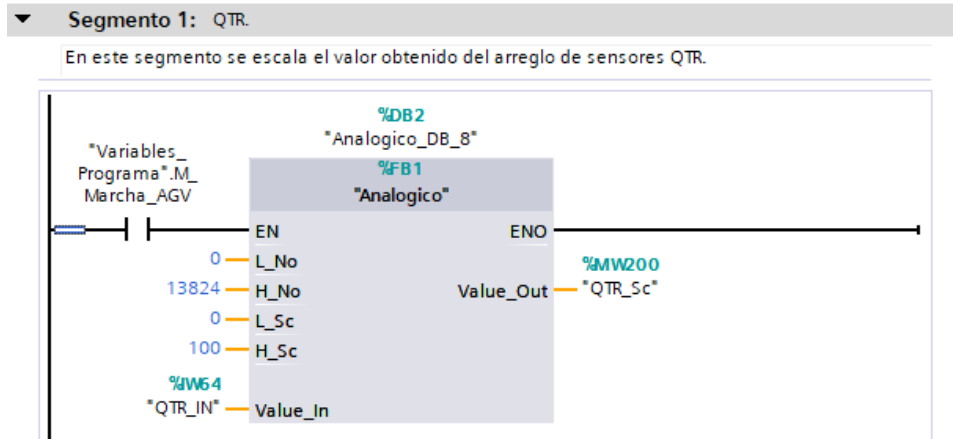 Segmento 1: QTR.
En este segmento se escala el valor obtenido del arreglo de sensores QTR.
%DB2
"Analogico_DB_8"
"Variables_
Programa".M_
Marcha_AGV
%FB1
"Analogico"
EN ENO
0 L_No
%MW200
13824 H_No Value_Out "QTR_Sc"
0 L_Sc
100 H_Sc
%IW64
"QTR_IN" Value_In